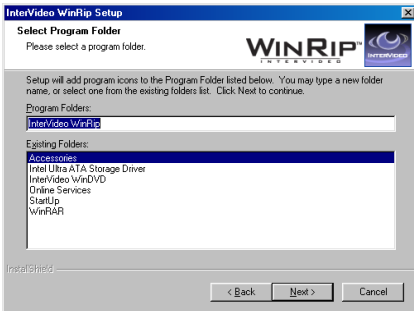 InterVideo WinRip Setup
Select Program Folder
Please select a program folder.
WINRIP™
INTERVIDEO
INTERVIDEO
Setup will add program icons to the Program Folder listed below. You may type a new folder
name, or select one from the existing folders list. Click Next to continue.
Program Folders:
InterVideo WinRip
Existing Folders:
Accessories
Intel Ultra ATA Storage Driver
InterVideo WinDVD
Online Services
StartUp
WinRAR
InstallShield
< Back
Next >
Cancel